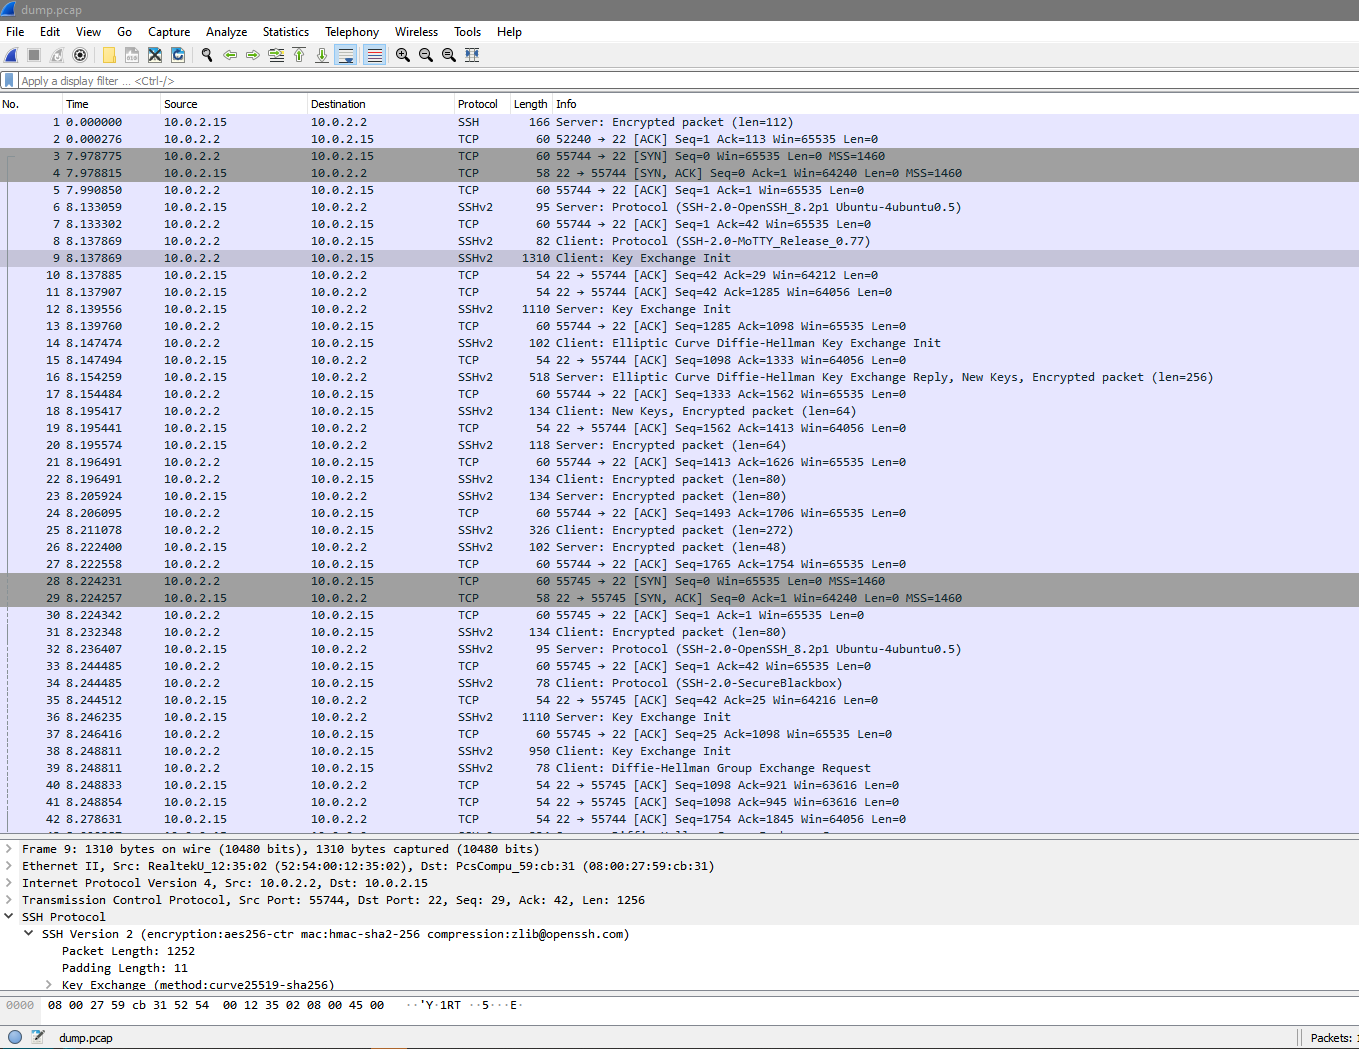 dump.pcap
File Edit View Go Capture Analyze Statistics Telephony Wireless Tools Help
Apply a display filter ... <Ctrl-/>
No. Time Source Destination Protocol Length Info
1 0.000000 10.0.2.15 10.0.2.2 SSH 166 Server: Encrypted packet (len=112)
2 0.000276 10.0.2.2 10.0.2.15 TCP 60 52240 → 22 [ACK] Seq=1 Ack=113 Win=65535 Len=0
3 7.978775 10.0.2.2 10.0.2.15 TCP 60 55744 → 22 [SYN] Seq=0 Win=65535 Len=0 MSS=1460
4 7.978815 10.0.2.15 10.0.2.2 TCP 58 22 → 55744 [SYN, ACK] Seq=0 Ack=1 Win=64240 Len=0 MSS=1460
5 7.990850 10.0.2.2 10.0.2.15 TCP 60 55744 → 22 [ACK] Seq=1 Ack=1 Win=65535 Len=0
6 8.133059 10.0.2.15 10.0.2.2 SSHv2 95 Server: Protocol (SSH-2.0-OpenSSH_8.2p1 Ubuntu-4ubuntu0.5)
7 8.133302 10.0.2.2 10.0.2.15 TCP 60 55744 → 22 [ACK] Seq=1 Ack=42 Win=65535 Len=0
8 8.137869 10.0.2.2 10.0.2.15 SSHv2 82 Client: Protocol (SSH-2.0-MoTTY_Release_0.77)
9 8.137869 10.0.2.2 10.0.2.15 SSHv2 1310 Client: Key Exchange Init
10 8.137885 10.0.2.15 10.0.2.2 TCP 54 22 → 55744 [ACK] Seq=42 Ack=29 Win=64212 Len=0
11 8.137907 10.0.2.15 10.0.2.2 TCP 54 22 → 55744 [ACK] Seq=42 Ack=1285 Win=64056 Len=0
12 8.139556 10.0.2.15 10.0.2.2 SSHv2 1110 Server: Key Exchange Init
13 8.139760 10.0.2.2 10.0.2.15 TCP 60 55744 → 22 [ACK] Seq=1285 Ack=1098 Win=65535 Len=0
14 8.147474 10.0.2.2 10.0.2.15 SSHv2 102 Client: Elliptic Curve Diffie-Hellman Key Exchange Init
15 8.147494 10.0.2.15 10.0.2.2 TCP 54 22 → 55744 [ACK] Seq=1098 Ack=1333 Win=64056 Len=0
16 8.154259 10.0.2.15 10.0.2.2 SSHv2 518 Server: Elliptic Curve Diffie-Hellman Key Exchange Reply, New Keys, Encrypted packet (len=256)
17 8.154484 10.0.2.2 10.0.2.15 TCP 60 55744 → 22 [ACK] Seq=1333 Ack=1562 Win=65535 Len=0
18 8.195417 10.0.2.2 10.0.2.15 SSHv2 134 Client: New Keys, Encrypted packet (len=64)
19 8.195441 10.0.2.15 10.0.2.2 TCP 54 22 → 55744 [ACK] Seq=1562 Ack=1413 Win=64056 Len=0
20 8.195574 10.0.2.15 10.0.2.2 SSHv2 118 Server: Encrypted packet (len=64)
21 8.196491 10.0.2.2 10.0.2.15 TCP 60 55744 → 22 [ACK] Seq=1413 Ack=1626 Win=65535 Len=0
22 8.196491 10.0.2.2 10.0.2.15 SSHv2 134 Client: Encrypted packet (len=80)
23 8.205924 10.0.2.15 10.0.2.2 SSHv2 134 Server: Encrypted packet (len=80)
24 8.206095 10.0.2.2 10.0.2.15 TCP 60 55744 → 22 [ACK] Seq=1493 Ack=1706 Win=65535 Len=0
25 8.211078 10.0.2.2 10.0.2.15 SSHv2 326 Client: Encrypted packet (len=272)
26 8.222400 10.0.2.15 10.0.2.2 SSHv2 102 Server: Encrypted packet (len=48)
27 8.222558 10.0.2.2 10.0.2.15 TCP 60 55744 → 22 [ACK] Seq=1765 Ack=1754 Win=65535 Len=0
28 8.224231 10.0.2.2 10.0.2.15 TCP 60 55745 → 22 [SYN] Seq=0 Win=65535 Len=0 MSS=1460
29 8.224257 10.0.2.15 10.0.2.2 TCP 58 22 → 55745 [SYN, ACK] Seq=0 Ack=1 Win=64240 Len=0 MSS=1460
30 8.224342 10.0.2.2 10.0.2.15 TCP 60 55745 → 22 [ACK] Seq=1 Ack=1 Win=65535 Len=0
31 8.232348 10.0.2.2 10.0.2.15 SSHv2 134 Client: Encrypted packet (len=80)
32 8.236407 10.0.2.15 10.0.2.2 SSHv2 95 Server: Protocol (SSH-2.0-OpenSSH_8.2p1 Ubuntu-4ubuntu0.5)
33 8.244485 10.0.2.2 10.0.2.15 TCP 60 55745 → 22 [ACK] Seq=1 Ack=42 Win=65535 Len=0
34 8.244485 10.0.2.2 10.0.2.15 SSHv2 78 Client: Protocol (SSH-2.0-SecureBlackbox)
35 8.244512 10.0.2.15 10.0.2.2 TCP 54 22 → 55745 [ACK] Seq=42 Ack=25 Win=64216 Len=0
36 8.246235 10.0.2.15 10.0.2.2 SSHv2 1110 Server: Key Exchange Init
37 8.246416 10.0.2.2 10.0.2.15 TCP 60 55745 → 22 [ACK] Seq=25 Ack=1098 Win=65535 Len=0
38 8.248811 10.0.2.2 10.0.2.15 SSHv2 950 Client: Key Exchange Init
39 8.248811 10.0.2.2 10.0.2.15 SSHv2 78 Client: Diffie-Hellman Group Exchange Request
40 8.248833 10.0.2.15 10.0.2.2 TCP 54 22 → 55745 [ACK] Seq=1098 Ack=921 Win=63616 Len=0
41 8.248854 10.0.2.15 10.0.2.2 TCP 54 22 → 55745 [ACK] Seq=1098 Ack=945 Win=63616 Len=0
42 8.278631 10.0.2.15 10.0.2.2 TCP 54 22 → 55744 [ACK] Seq=1754 Ack=1845 Win=64056 Len=0
Frame 9: 1310 bytes on wire (10480 bits), 1310 bytes captured (10480 bits)
Ethernet II, Src: RealtekU_12:35:02 (52:54:00:12:35:02), Dst: PcsCompu_59:cb:31 (08:00:27:59:cb:31)
Internet Protocol Version 4, Src: 10.0.2.2, Dst: 10.0.2.15
Transmission Control Protocol, Src Port: 55744, Dst Port: 22, Seq: 29, Ack: 42, Len: 1256
SSH Protocol
SSH Version 2 (encryption:aes256-ctr mac:hmac-sha2-256 compression:zlib@openssh.com)
Packet Length: 1252
Padding Length: 11
Key Exchange (method:curve25519-sha256)
0000 08 00 27 59 cb 31 52 54 00 12 35 02 08 00 45 00 ··'Y·1RT ··5···E·
dump.pcap Packets: 1